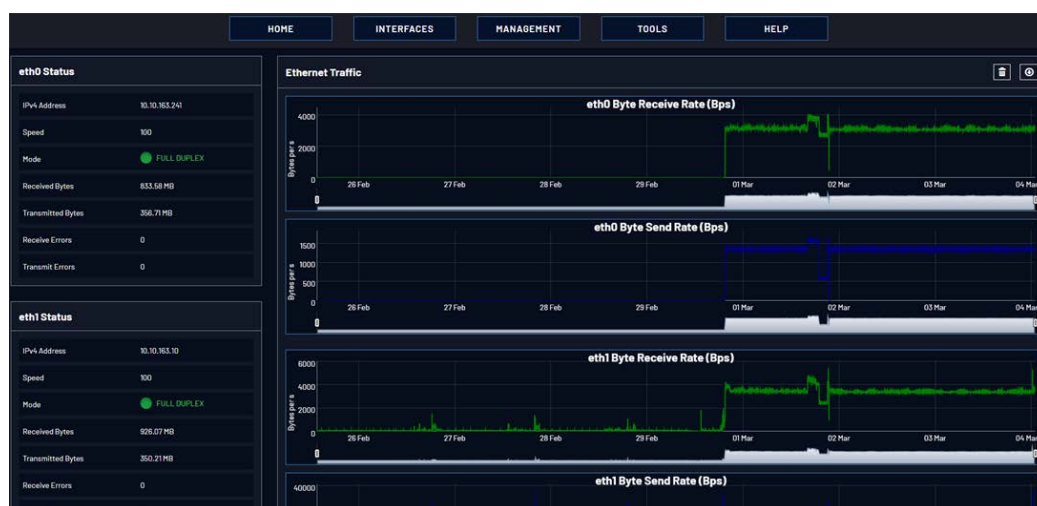 HOME INTERFACES MANAGEMENT TOOLS HELP
eth0 Status
IPv4 Address 10.10.163.241
Speed 100
Mode FULL DUPLEX
Received Bytes 833.58 MB
Transmitted Bytes 356.71 MB
Receive Errors 0
Transmit Errors 0
eth1 Status
IPv4 Address 10.10.163.10
Speed 100
Mode FULL DUPLEX
Received Bytes 926.07 MB
Transmitted Bytes 350.21 MB
Receive Errors 0
Ethernet Traffic
eth0 Byte Receive Rate (Bps)
Bytes per s
4000
2000
0
26 Feb 27 Feb 28 Feb 29 Feb 01 Mar 02 Mar 03 Mar 04 Mar
eth0 Byte Send Rate (Bps)
Bytes per s
1500
1000
500
0
26 Feb 27 Feb 28 Feb 29 Feb 01 Mar 02 Mar 03 Mar 04 Mar
eth1 Byte Receive Rate (Bps)
Bytes per s
6000
4000
2000
0
26 Feb 27 Feb 28 Feb 29 Feb 01 Mar 02 Mar 03 Mar 04 Mar
eth1 Byte Send Rate (Bps)
40000